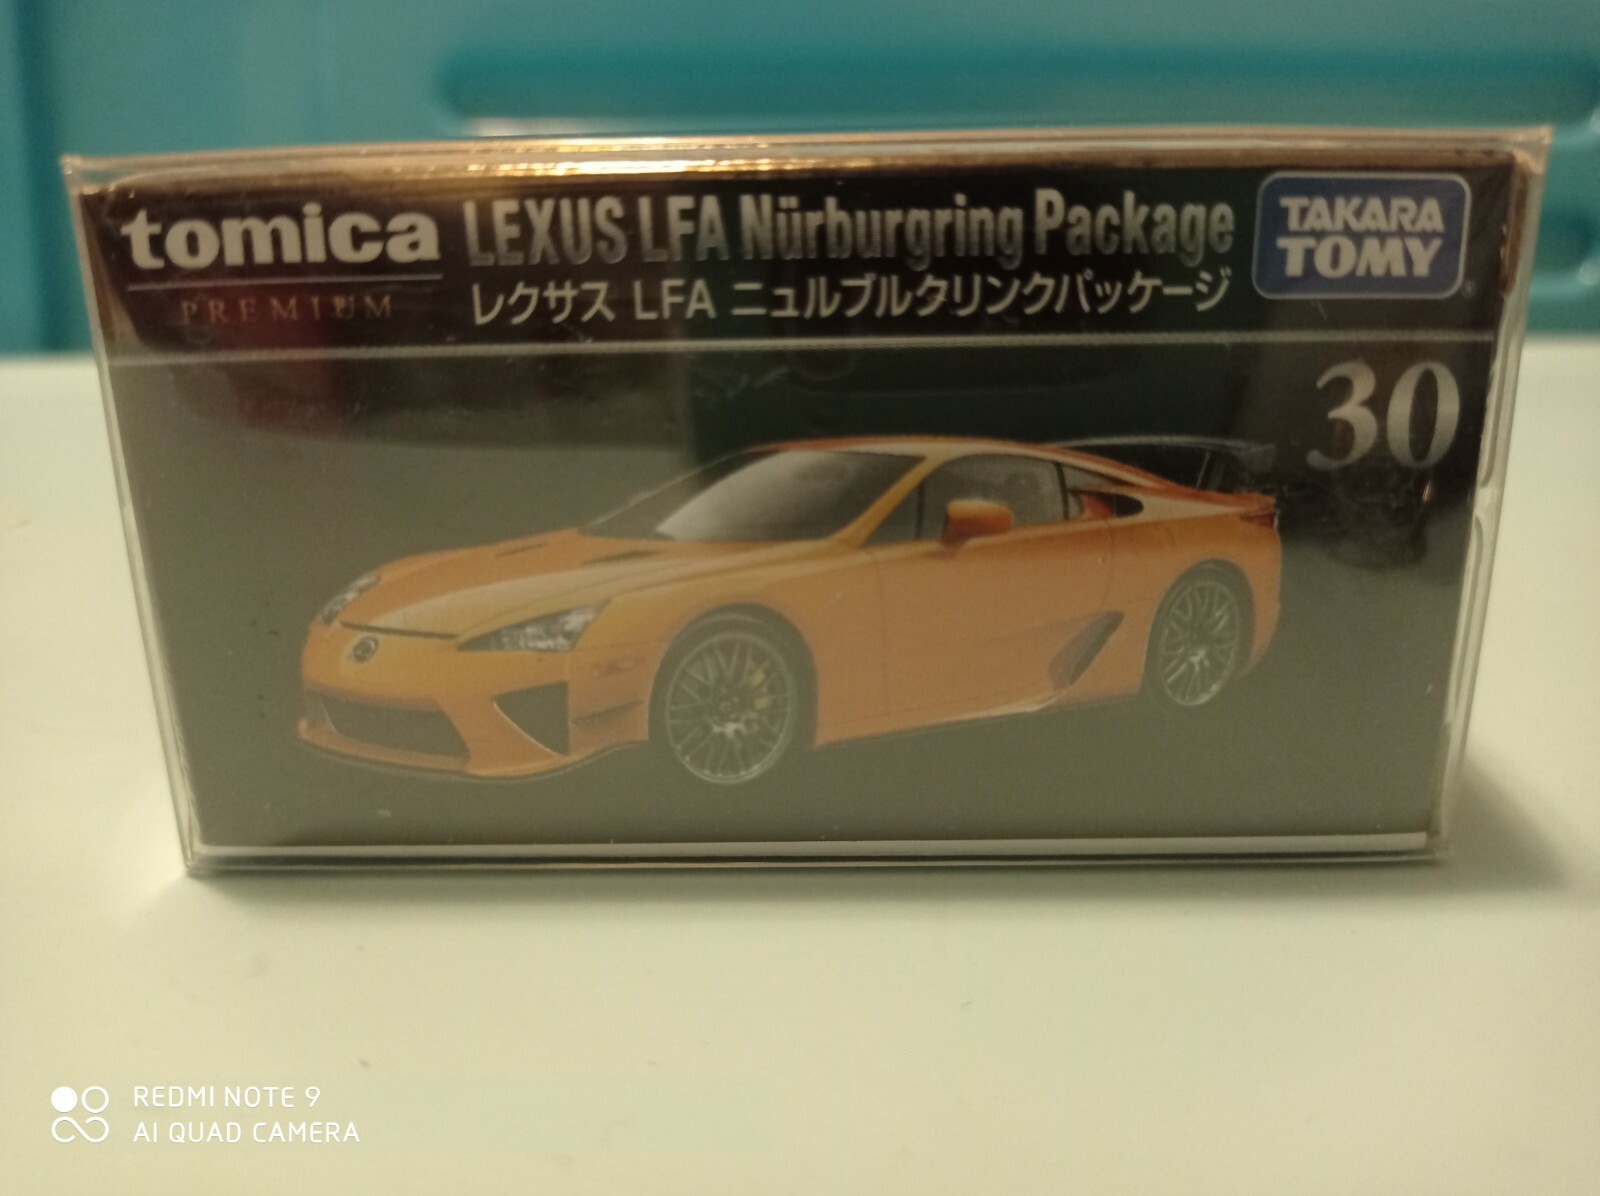 tomica
PREMIUM
LEXUS LFA Nürburgring Package
レクサス LFA ニュルブルクリンクパッケージ
TAKARA
TOMY
30
REDMI NOTE 9
AI QUAD CAMERA